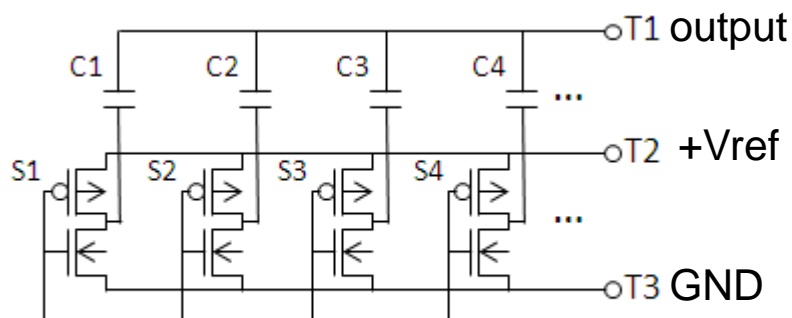 T1 output
C1 C2 C3 C4
...
T2 +Vref
S1 S2 S3 S4
...
T3 GND